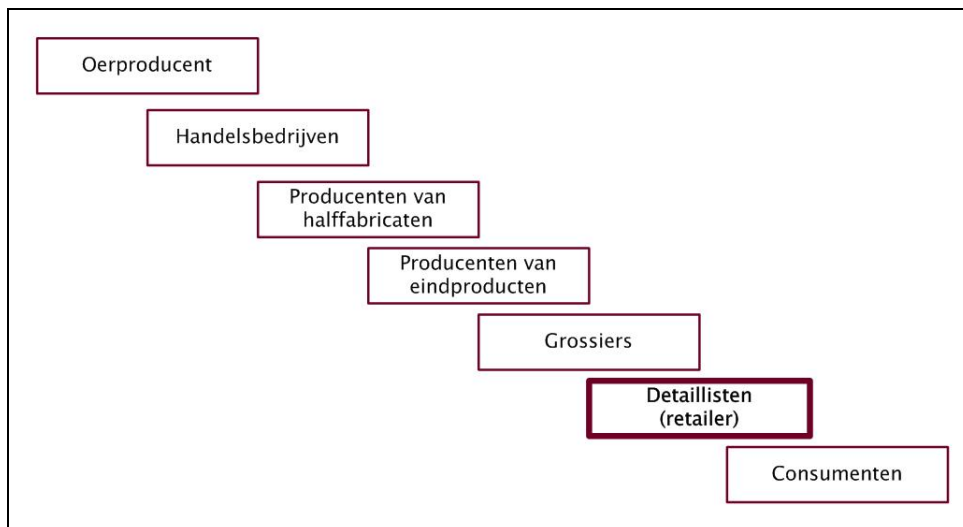 Oerproducent
Handelsbedrijven
Producenten van
halffabricaten
Producenten van
eindproducten
Grossiers
Detaillisten
(retailer)
Consumenten